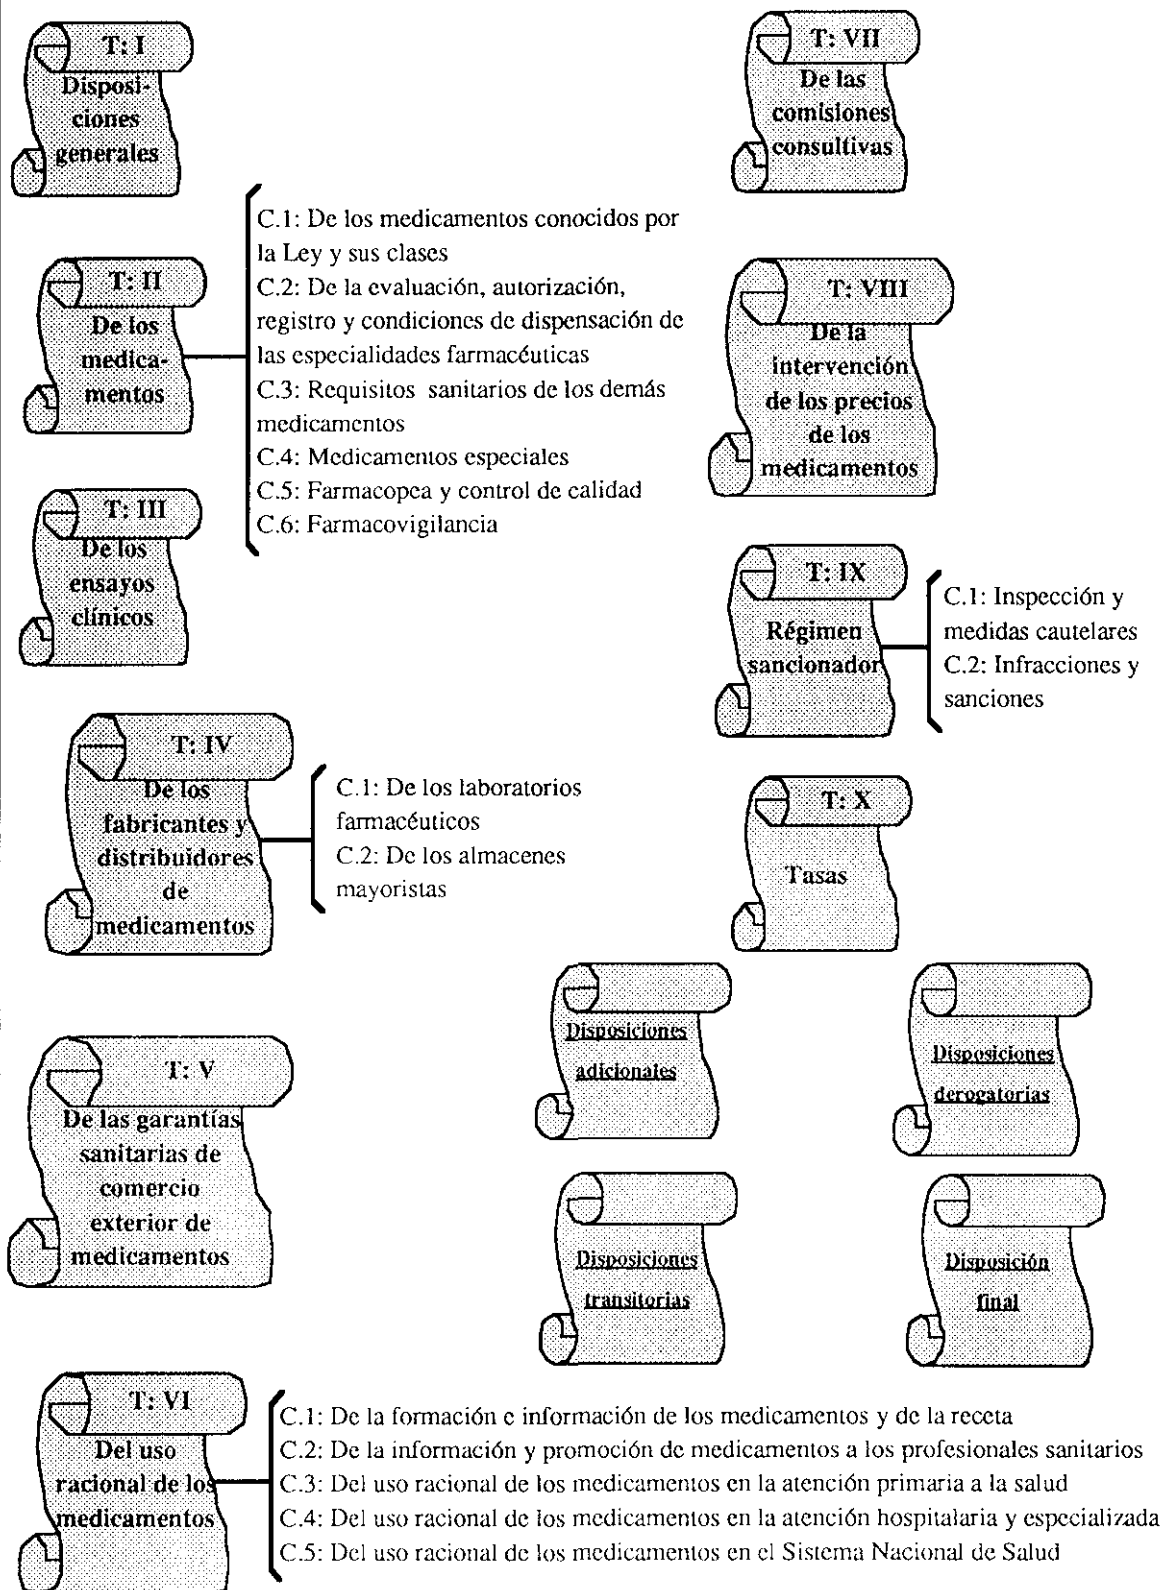 T: I
Disposi-
ciones
generales
T: II
De los
medica-
mentos
C.1: De los medicamentos conocidos por
la Ley y sus clases
C.2: De la evaluación, autorización,
registro y condiciones de dispensación de
las especialidades farmacéuticas
C.3: Requisitos sanitarios de los demás
medicamentos
C.4: Medicamentos especiales
C.5: Farmacopea y control de calidad
C.6: Farmacovigilancia
T: III
De los
ensayos
clínicos
T: IV
De los
fabricantes y
distribuidores
de
medicamentos
C.1: De los laboratorios
farmacéuticos
C.2: De los almacenes
mayoristas
T: V
De las garantías
sanitarias de
comercio
exterior de
medicamentos
T: VI
Del uso
racional de los
medicamentos
C.1: De la formación e información de los medicamentos y de la receta
C.2: De la información y promoción de medicamentos a los profesionales sanitarios
C.3: Del uso racional de los medicamentos en la atención primaria a la salud
C.4: Del uso racional de los medicamentos en la atención hospitalaria y especializada
C.5: Del uso racional de los medicamentos en el Sistema Nacional de Salud
T: VII
De las
comisiones
consultivas
T: VIII
De la
intervención
de los precios
de los
medicamentos
T: IX
Régimen
sancionador
C.1: Inspección y
medidas cautelares
C.2: Infracciones y
sanciones
T: X
Tasas
Disposiciones
adicionales
Disposiciones
derogatorias
Disposiciones
transitorias
Disposición
final